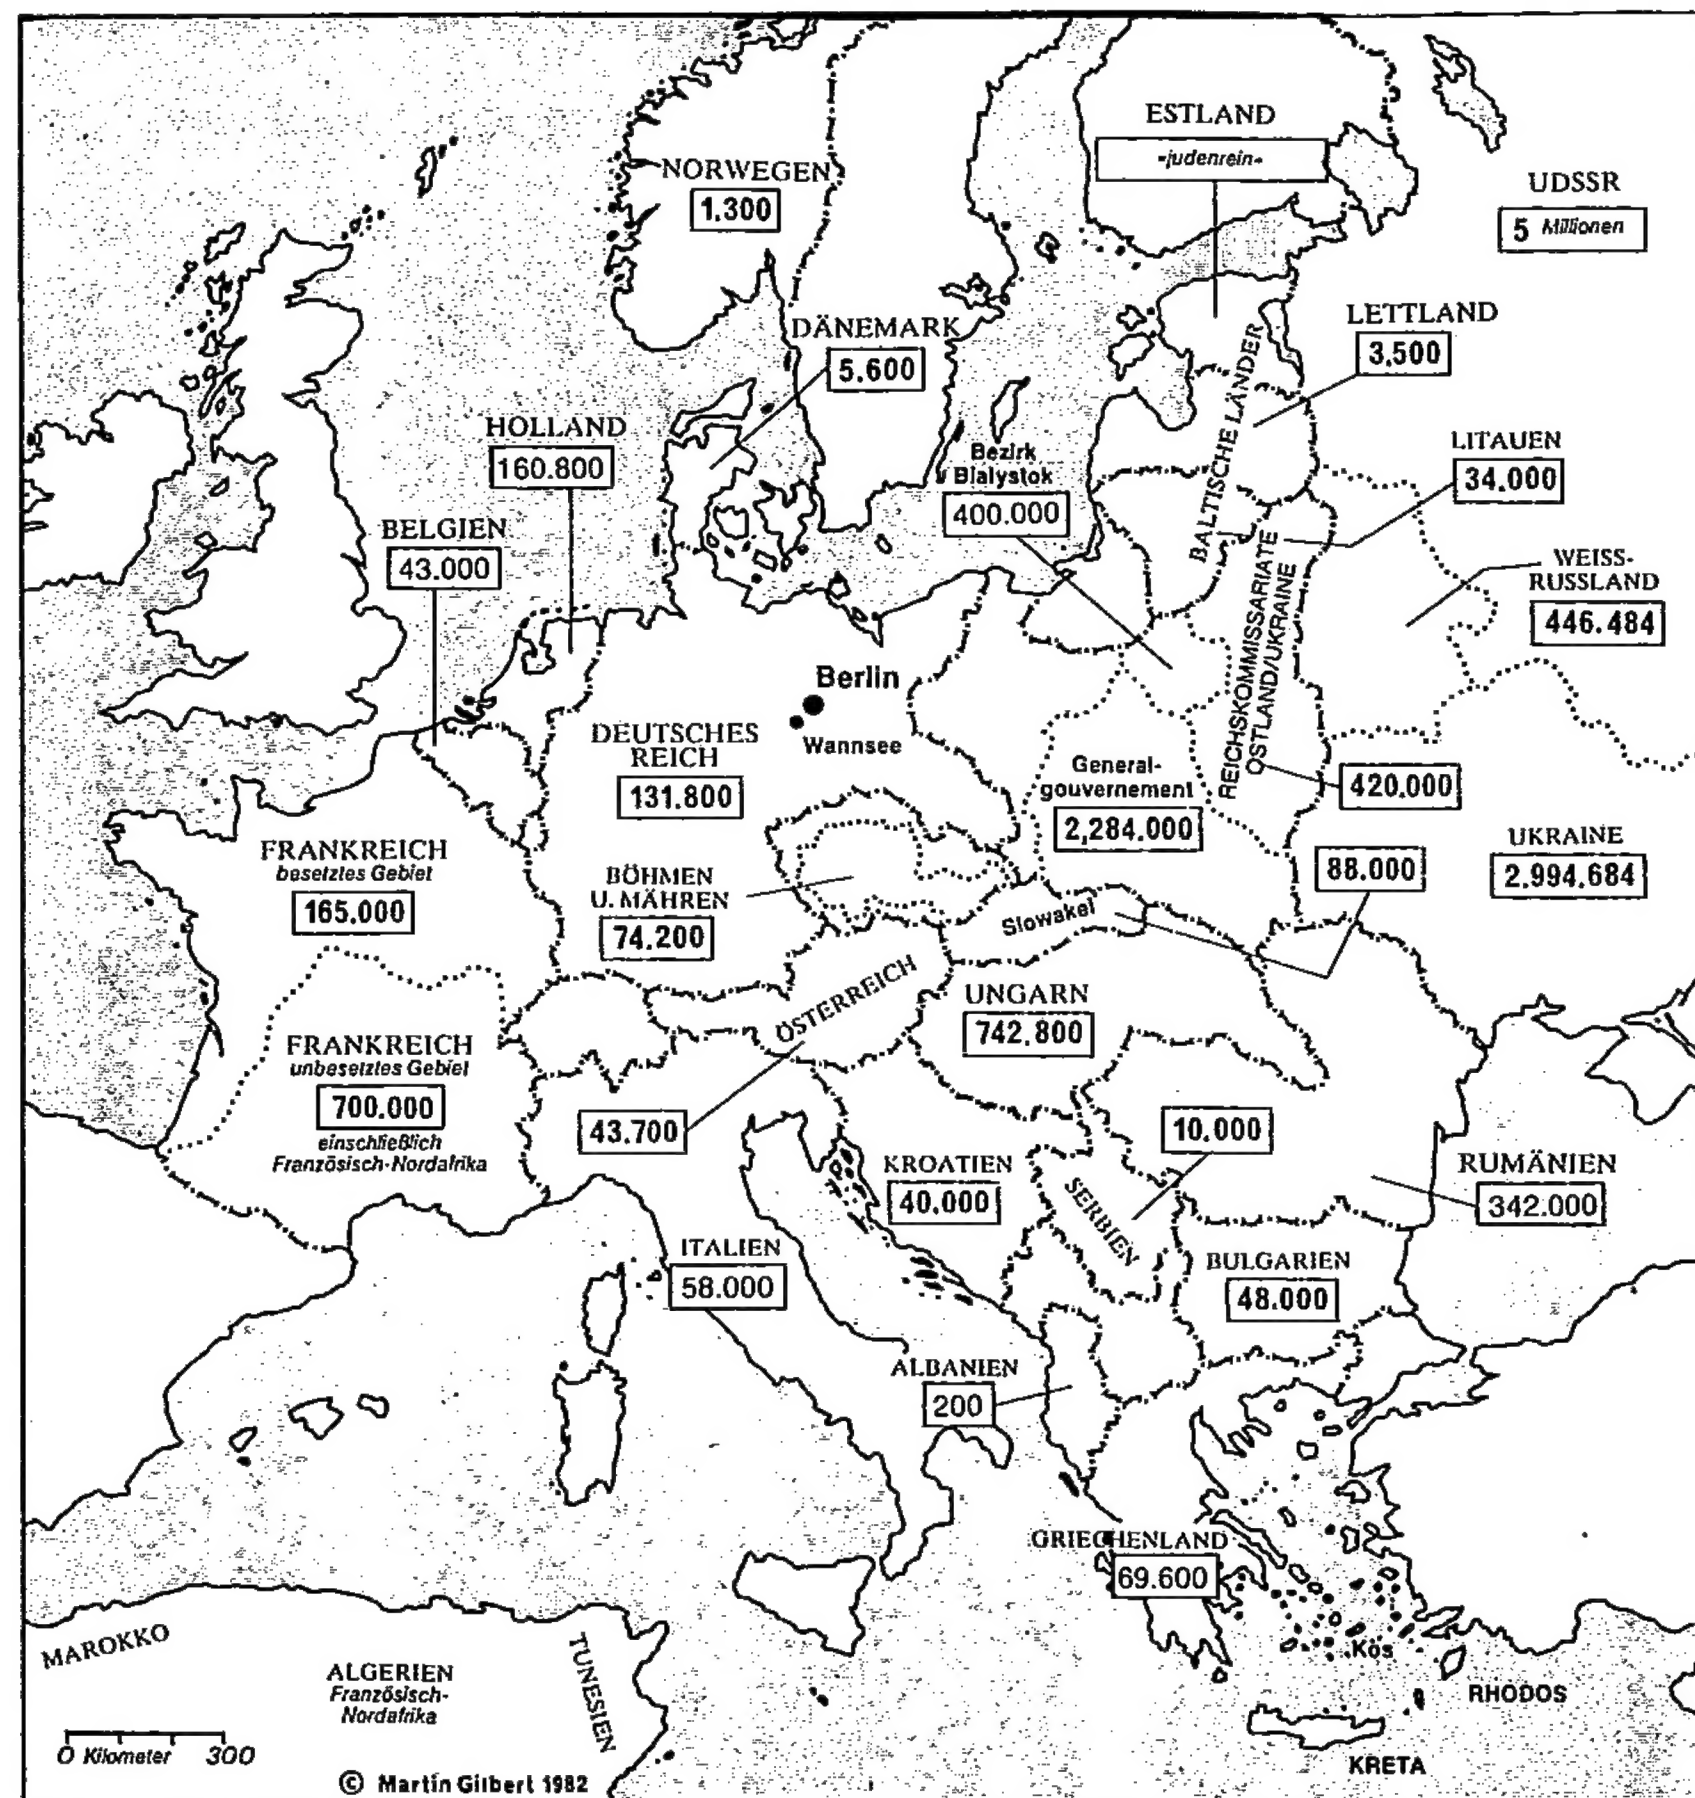 ESTLAND
-judenrein-
UDSSR
5 Millionen
NORWEGEN
1.300
DÄNEMARK
5.600
LETTLAND
3,500
HOLLAND
160.800
Bezirk
Bialystok
400.000
BALTISCHE LÄNDER
LITAUEN
34.000
BELGIEN
43.000
WEISS-
RUSSLAND
446.484
REICHSKOMMISSARIATE
OSTLAND/UKRAINE
420.000
Berlin
Wannsee
DEUTSCHES
REICH
131.800
General-
gouvernement
2,284.000
UKRAINE
2.994.684
FRANKREICH
besetztes Gebiet
165.000
BÖHMEN
U. MÄHREN
74.200
88.000
Slowakei
ÖSTERREICH
43.700
UNGARN
742.800
FRANKREICH
unbesetztes Gebiet
700.000
einschließlich
Französisch-Nordafrika
10.000
KROATIEN
40.000
SERBIEN
RUMÄNIEN
342.000
ITALIEN
58.000
BULGARIEN
48.000
ALBANIEN
200
GRIECHENLAND
69.600
Kos
RHODOS
KRETA
MAROKKO
ALGERIEN
Französisch-
Nordafrika
TUNESIEN
0 Kilometer 300
© Martin Gilbert 1982